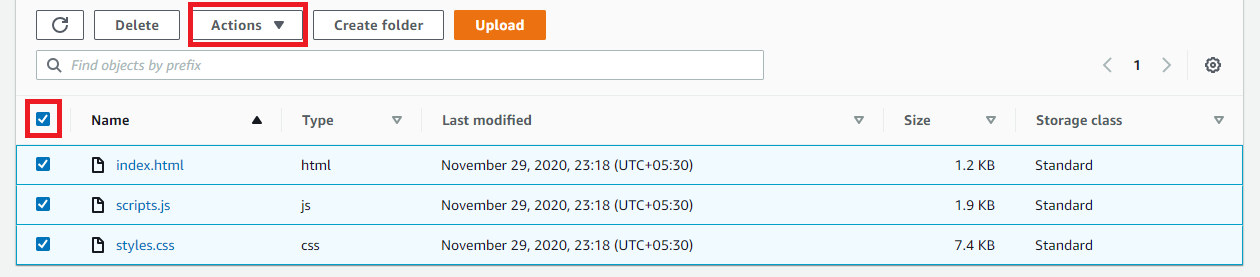 Delete Actions Create folder Upload
Find objects by prefix 1
Name Type Last modified Size Storage class
index.html html November 29, 2020, 23:18 (UTC+05:30) 1.2 KB Standard
scripts.js js November 29, 2020, 23:18 (UTC+05:30) 1.9 KB Standard
styles.css css November 29, 2020, 23:18 (UTC+05:30) 7.4 KB Standard